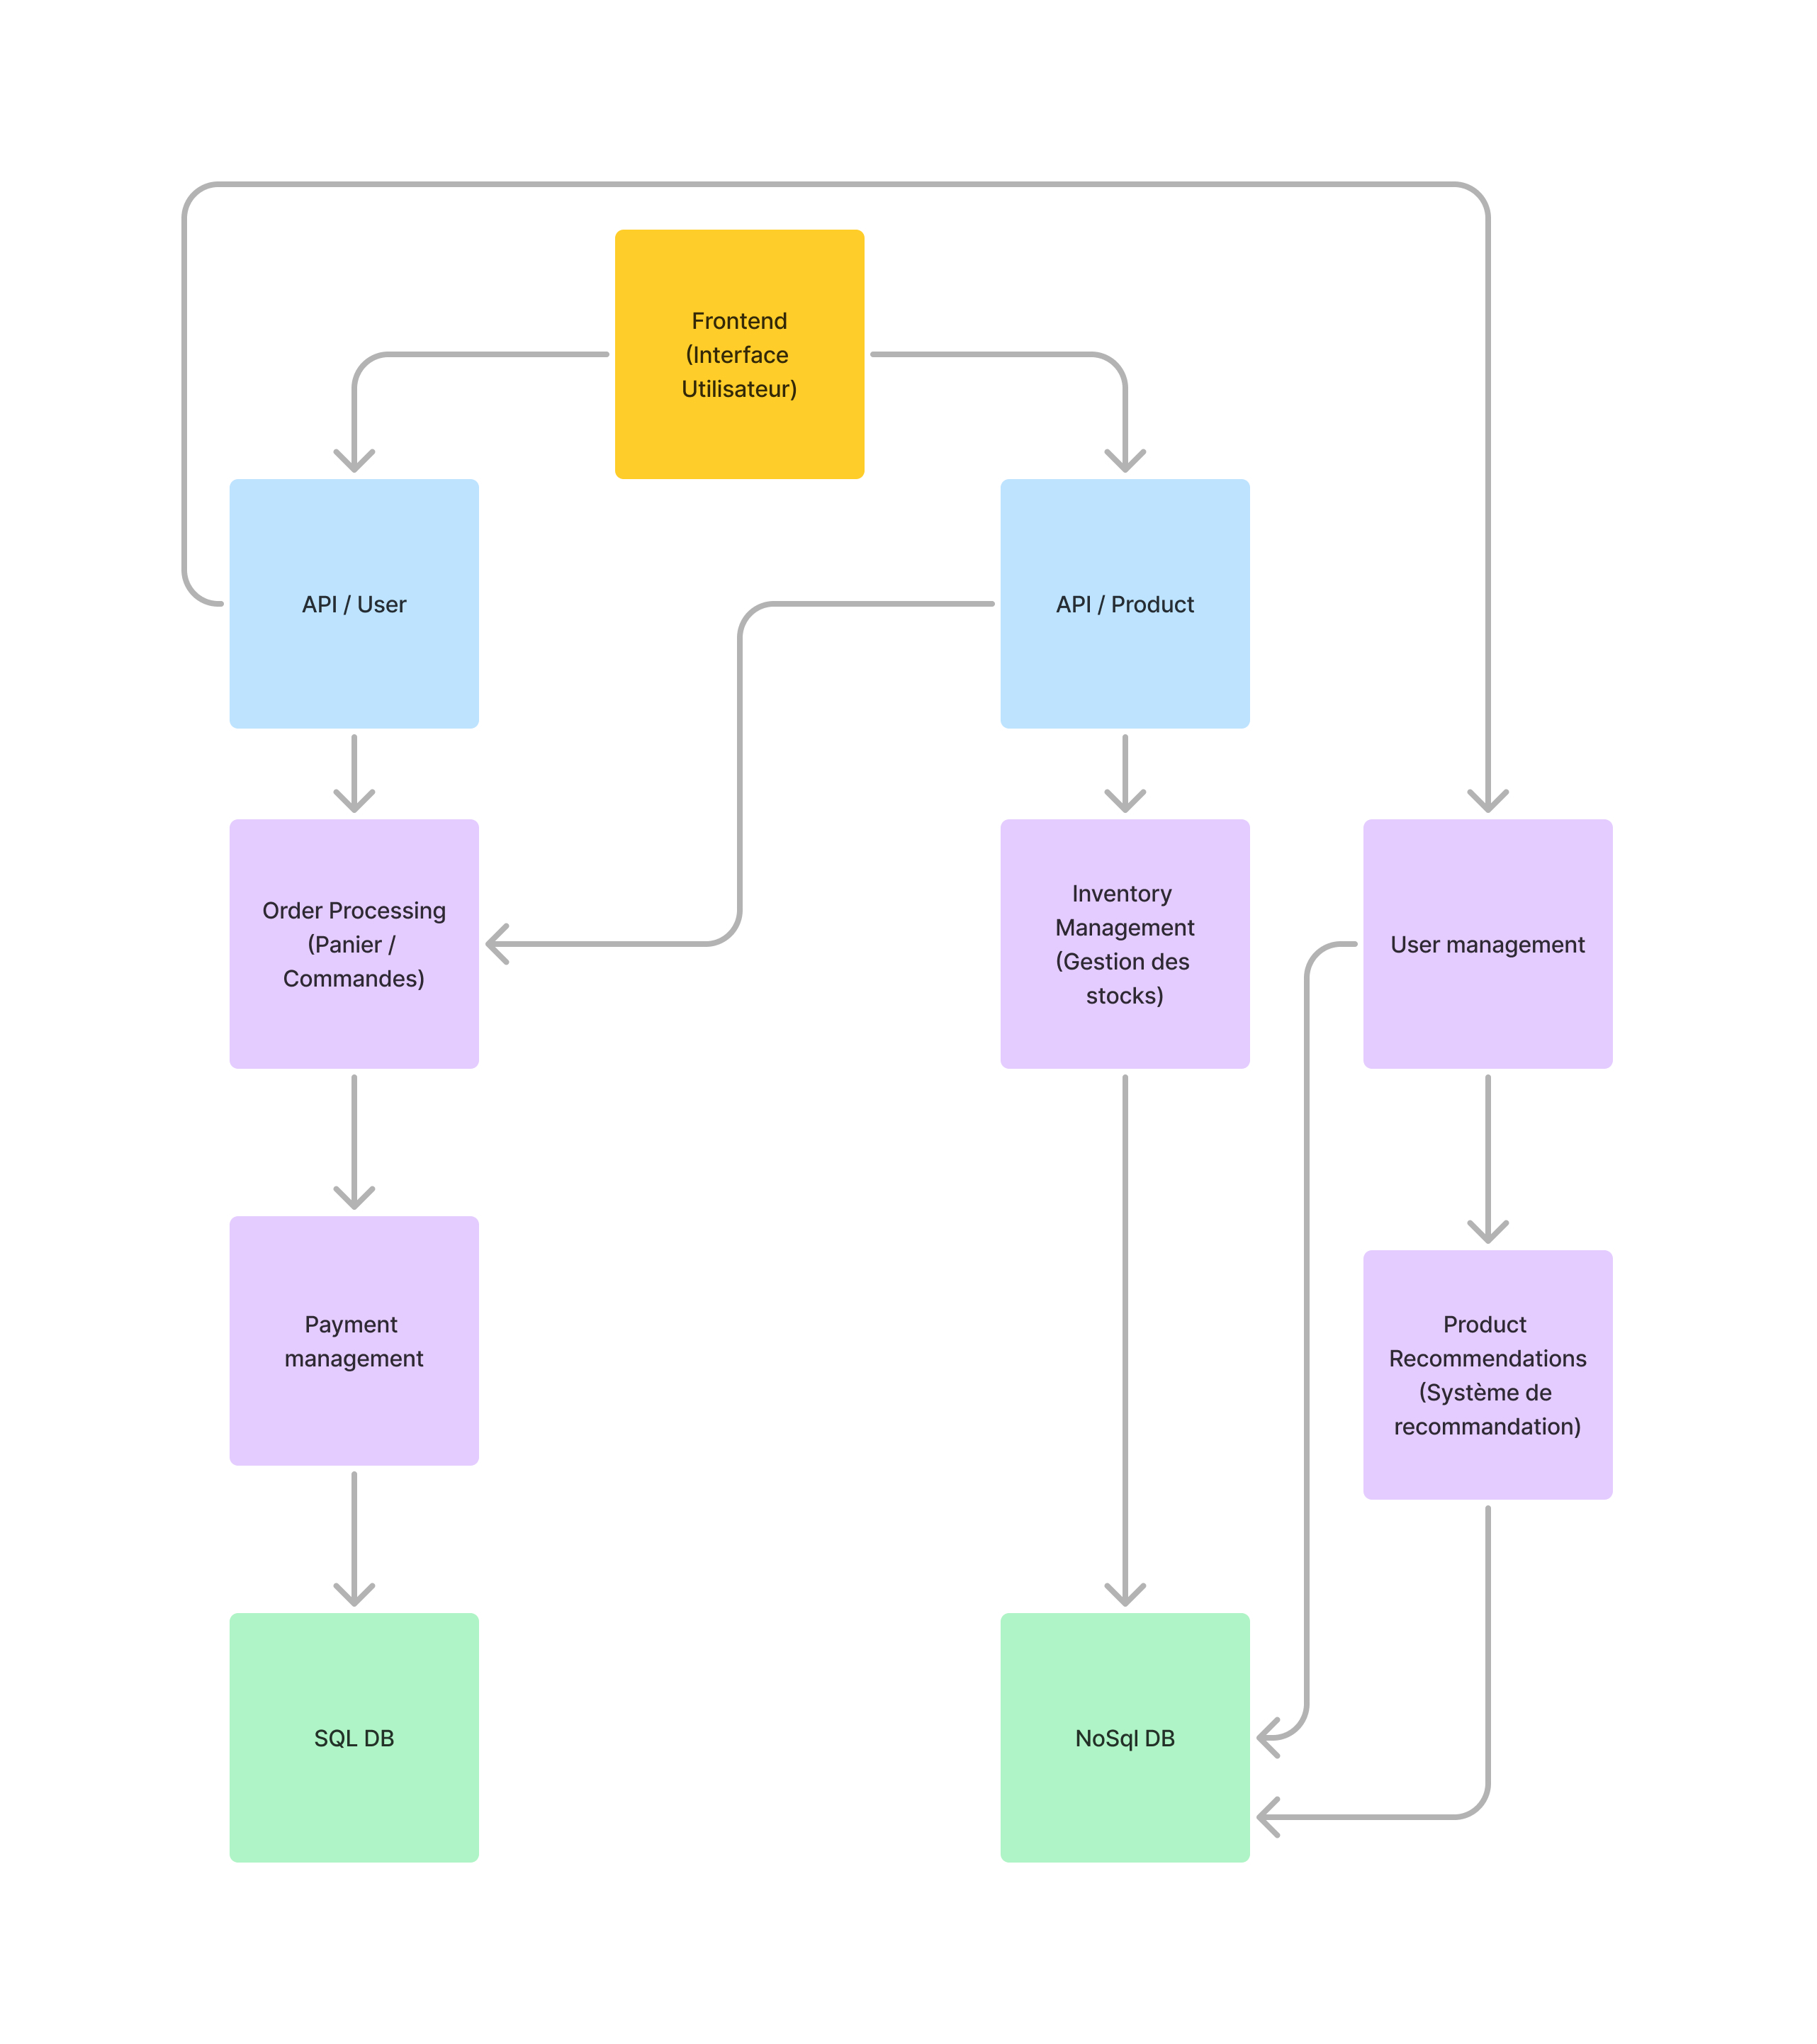 Frontend
(Interface
Utilisateur)
API / User
API / Product
Order Processing
(Panier /
Commandes)
Inventory
Management
(Gestion des
stocks)
User management
Payment
management
Product
Recommendations
(Système de
recommandation)
SQL DB
NoSql DB